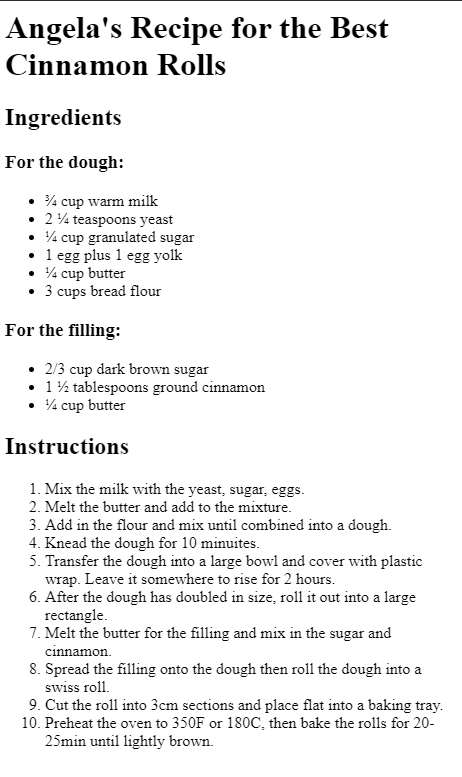 Angela's Recipe for the Best
Cinnamon Rolls
Ingredients
For the dough:
• ¾ cup warm milk
• 2 ¼ teaspoons yeast
• ¼ cup granulated sugar
• 1 egg plus 1 egg yolk
• ¼ cup butter
• 3 cups bread flour
For the filling:
• 2/3 cup dark brown sugar
• 1 ½ tablespoons ground cinnamon
• ¼ cup butter
Instructions
1. Mix the milk with the yeast, sugar, eggs.
2. Melt the butter and add to the mixture.
3. Add in the flour and mix until combined into a dough.
4. Knead the dough for 10 minuites.
5. Transfer the dough into a large bowl and cover with plastic
wrap. Leave it somewhere to rise for 2 hours.
6. After the dough has doubled in size, roll it out into a large
rectangle.
7. Melt the butter for the filling and mix in the sugar and
cinnamon.
8. Spread the filling onto the dough then roll the dough into a
swiss roll.
9. Cut the roll into 3cm sections and place flat into a baking tray.
10. Preheat the oven to 350F or 180C, then bake the rolls for 20-
25min until lightly brown.